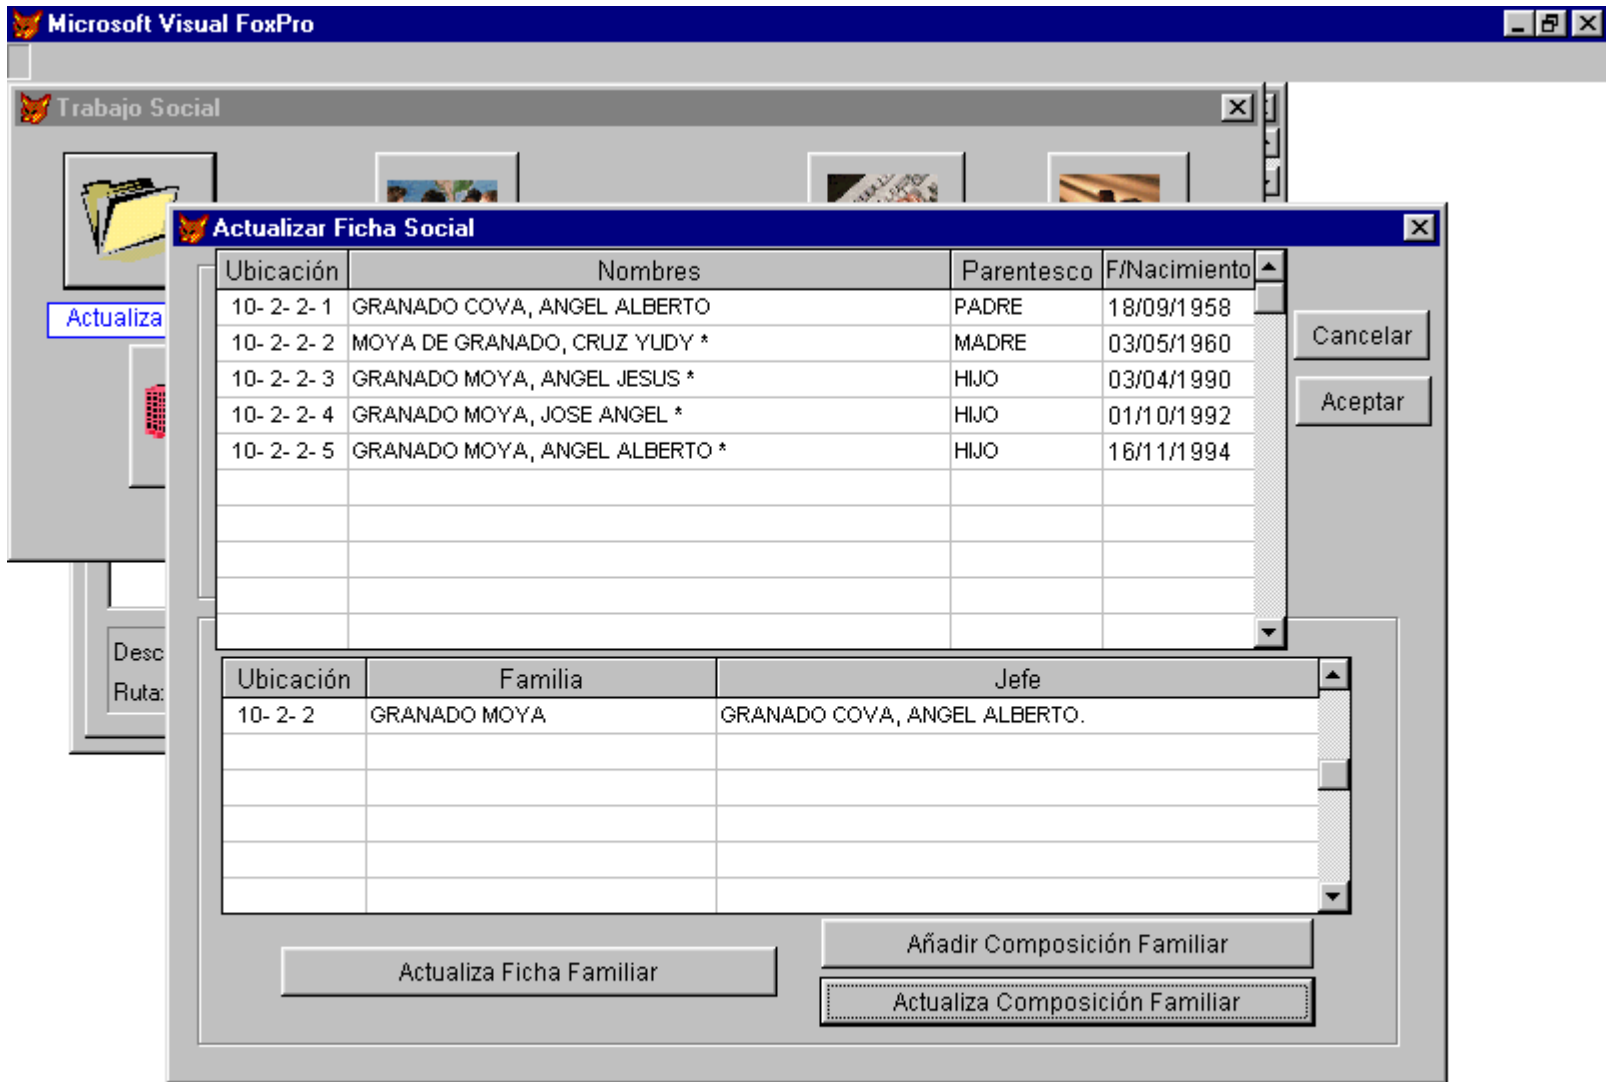 Microsoft Visual FoxPro
Trabajo Social
Actualizar Ficha Social
Ubicación Nombres Parentesco F/Nacimiento
10- 2- 2- 1 GRANADO COVA, ANGEL ALBERTO PADRE 18/09/1958
10- 2- 2- 2 MOYA DE GRANADO, CRUZ YUDY * MADRE 03/05/1960
10- 2- 2- 3 GRANADO MOYA, ANGEL JESUS * HIJO 03/04/1990
10- 2- 2- 4 GRANADO MOYA, JOSE ANGEL * HIJO 01/10/1992
10- 2- 2- 5 GRANADO MOYA, ANGEL ALBERTO * HIJO 16/11/1994
Actualiza
Cancelar
Aceptar
Desc
Ruta:
Ubicación Familia Jefe
10- 2- 2 GRANADO MOYA GRANADO COVA, ANGEL ALBERTO.
Añadir Composición Familiar
Actualiza Ficha Familiar
Actualiza Composición Familiar